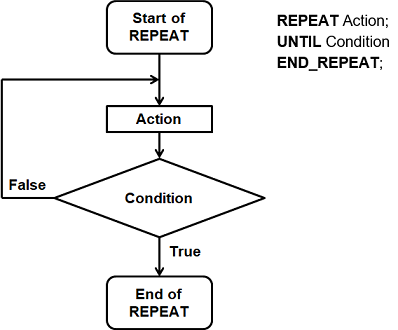 Start of
REPEAT
REPEAT Action;
UNTIL Condition
END_REPEAT;
Action
False
Condition
True
End of
REPEAT